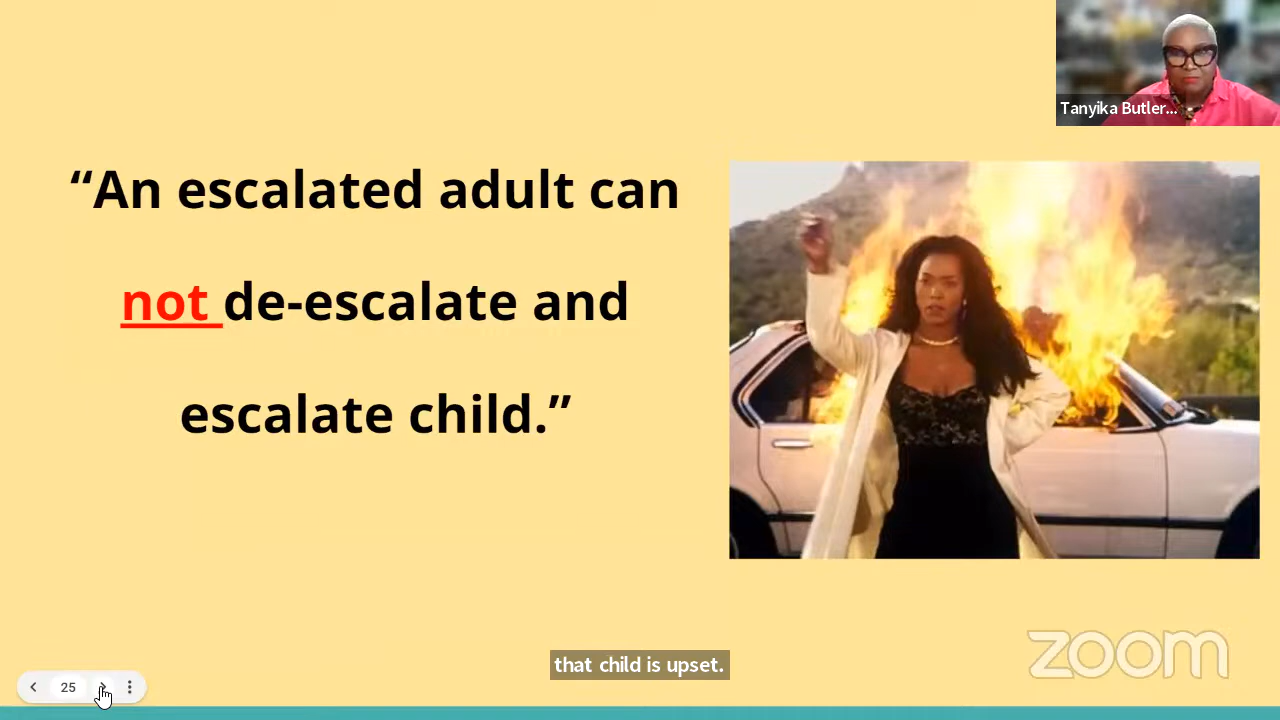 Tanyika Butler...
“An escalated adult can
not de-escalate and
escalate child.”
that child is upset.
zoom
25